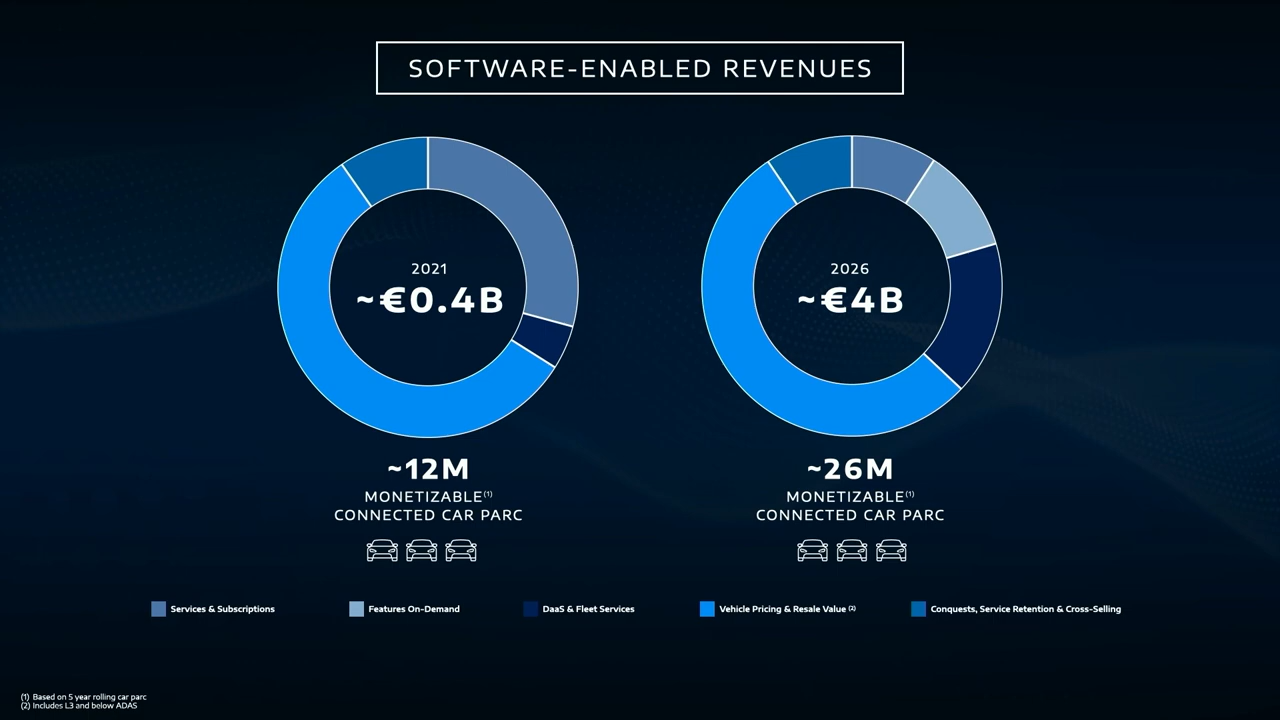 SOFTWARE-ENABLED REVENUES
2021
~€0.4B
2026
~€4B
~12M
MONETIZABLE(1)
CONNECTED CAR PARC
~26M
MONETIZABLE(1)
CONNECTED CAR PARC
Services & Subscriptions
Features On-Demand
DaaS & Fleet Services
Vehicle Pricing & Resale Value (2)
Conquests, Service Retention & Cross-Selling
(1) Based on 5 year rolling car parc
(2) Includes L3 and below ADAS